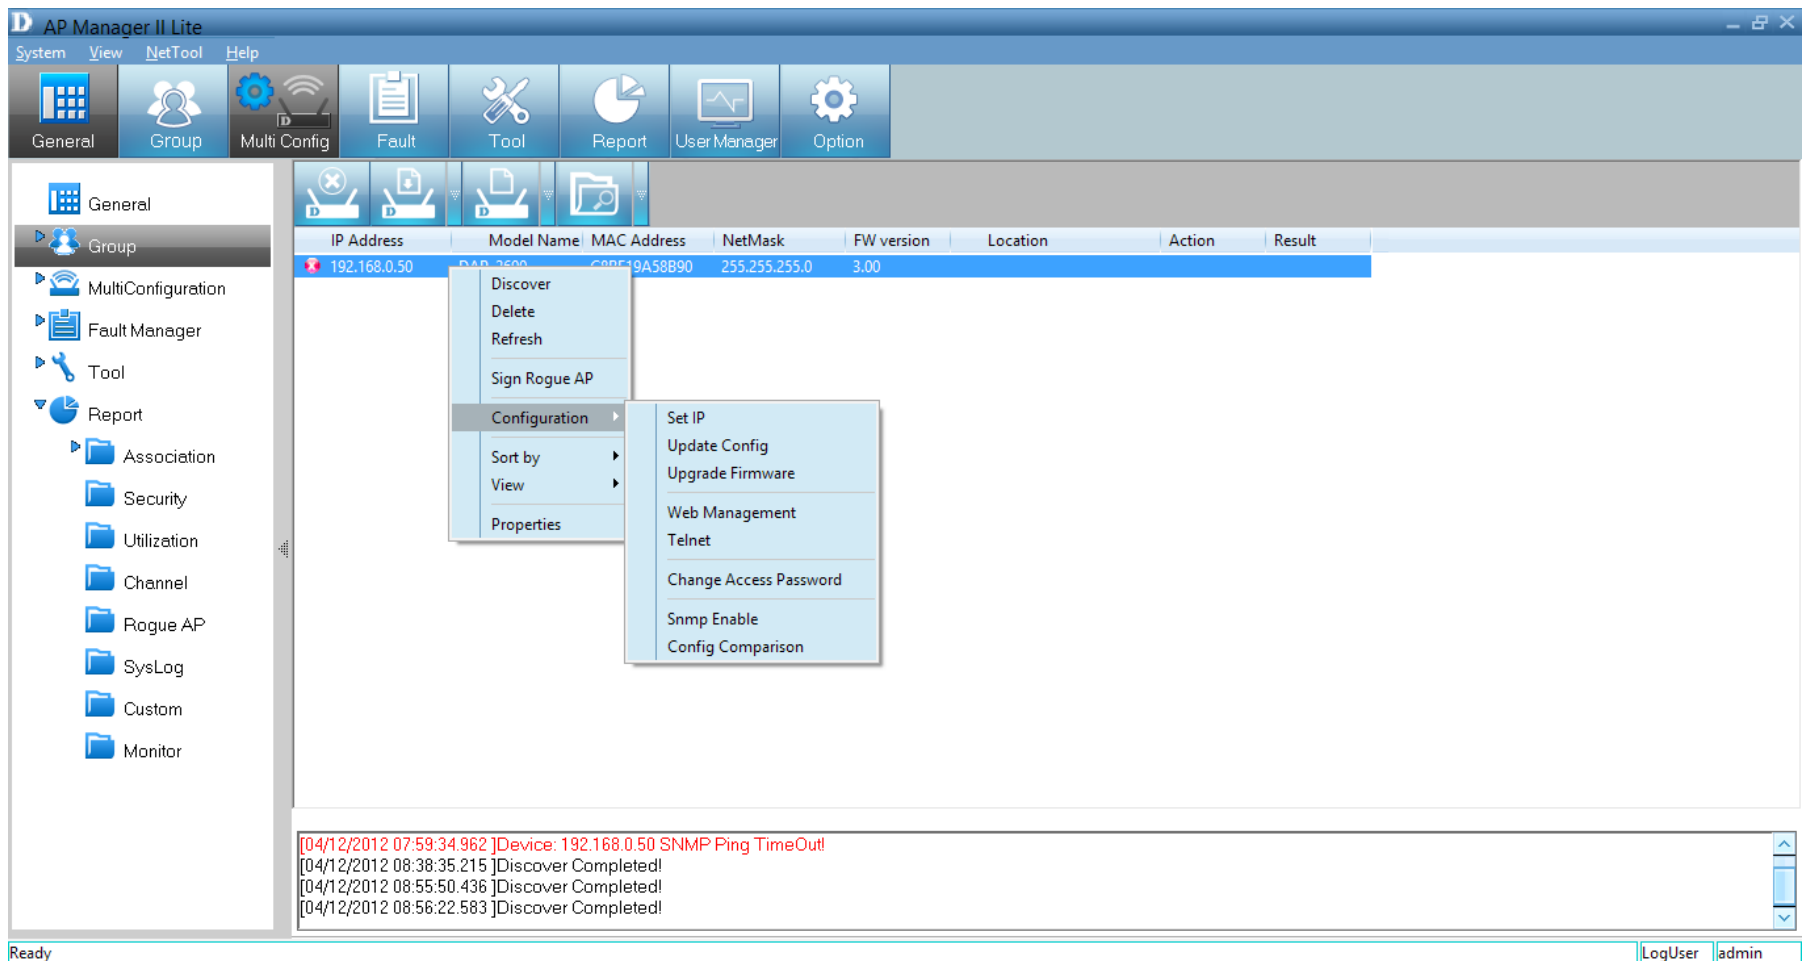 AP Manager II Lite
System View NetTool Help
General Group Multi Config Fault Tool Report User Manager Option
General
Group
MultiConfiguration
Fault Manager
Tool
Report
Association
Security
Utilization
Channel
Rogue AP
SysLog
Custom
Monitor
IP Address Model Name MAC Address NetMask FW version Location Action Result
192.168.0.50 255.255.255.0 3.00
Discover
Delete
Refresh
Sign Rogue AP
Configuration
Sort by
View
Properties
Set IP
Update Config
Upgrade Firmware
Web Management
Telnet
Change Access Password
Snmp Enable
Config Comparison
[04/12/2012 07:59:34.962 ]Device: 192.168.0.50 SNMP Ping TimeOut!
[04/12/2012 08:38:35.215 ]Discover Completed!
[04/12/2012 08:55:50.436 ]Discover Completed!
[04/12/2012 08:56:22.583 ]Discover Completed!
Ready LogUser admin